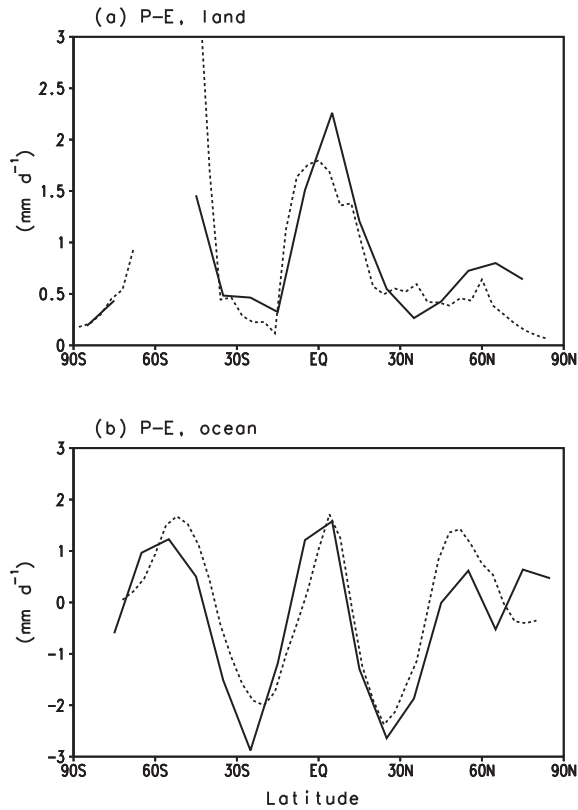 (a) P−E, land
3
2.5
2
1.5
1
0.5
0
(mm d⁻¹)
90S 60S 30S EQ 30N 60N 90N
(b) P−E, ocean
3
2
1
0
−1
−2
−3
(mm d⁻¹)
90S 60S 30S EQ 30N 60N 90N
Latitude